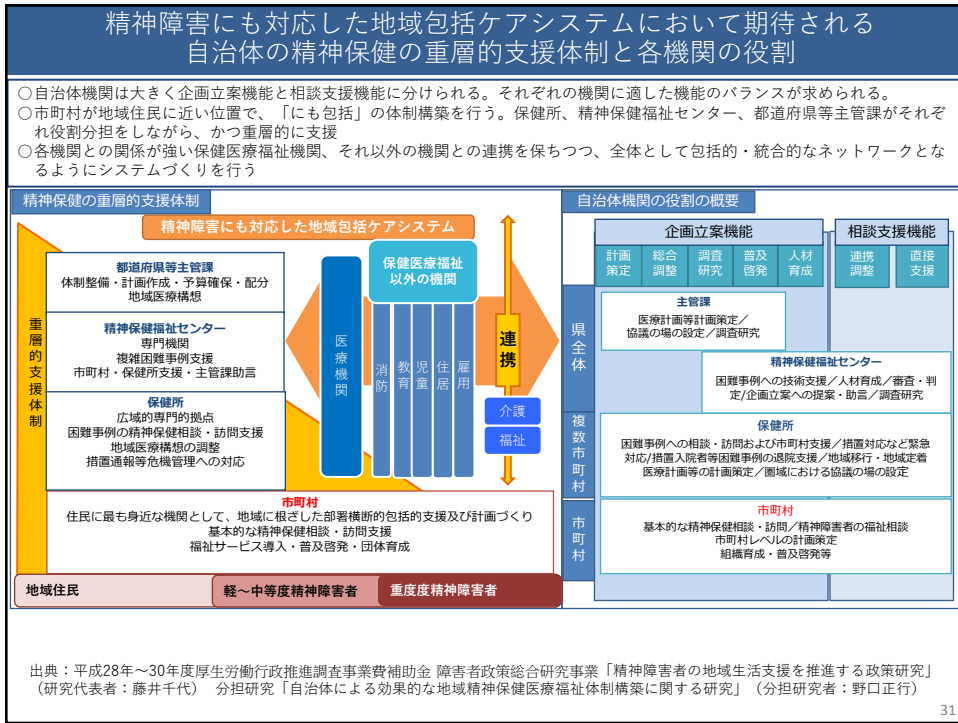 精神障害にも対応した地域包括ケアシステムにおいて期待される
自治体の精神保健の重層的支援体制と各機関の役割
○自治体機関は大きく企画立案機能と相談支援機能に分けられる。それぞれの機関に適した機能のバランスが求められる。
○市町村が地域住民に近い位置で、「にも包括」の体制構築を行う。保健所、精神保健福祉センター、都道府県等主管課がそれぞ
れ役割分担をしながら、かつ重層的に支援
○各機関との関係が強い保健医療福祉機関、それ以外の機関との連携を保ちつつ、全体として包括的・統合的なネットワークとな
るようにシステムづくりを行う
精神保健の重層的支援体制
精神障害にも対応した地域包括ケアシステム
重層的支援体制
都道府県等主管課
体制整備・計画作成・予算確保・配分
地域医療構想
精神保健福祉センター
専門機関
複雑困難事例支援
市町村・保健所支援・主管課助言
保健所
広域的専門的拠点
困難事例の精神保健相談・訪問支援
地域医療構想の調整
措置通報等危機管理への対応
医療機関
保健医療福祉
以外の機関
消防
教育
児童
住居
雇用
連携
介護
福祉
市町村
住民に最も身近な機関として、地域に根ざした部署横断的包括的支援及び計画づくり
基本的な精神保健相談・訪問支援
福祉サービス導入・普及啓発・団体育成
地域住民
軽～中等度精神障害者
重度度精神障害者
自治体機関の役割の概要
企画立案機能
相談支援機能
計画
策定
総合
調整
調査
研究
普及
啓発
人材
育成
連携
調整
直接
支援
県全体
主管課
医療計画等計画策定／
協議の場の設定／調査研究
精神保健福祉センター
困難事例への技術支援／人材育成／審査・判
定/企画立案への提案・助言／調査研究
複数市町村
保健所
困難事例への相談・訪問および市町村支援／措置対応など緊急
対応/措置入院者等困難事例の退院支援／地域移行・地域定着
医療計画等の計画策定／圏域における協議の場の設定
市町村
市町村
基本的な精神保健相談・訪問／精神障害者の福祉相談
市町村レベルの計画策定
組織育成・普及啓発等
出典：平成28年～30年度厚生労働行政推進調査事業費補助金 障害者政策総合研究事業「精神障害者の地域生活支援を推進する政策研究」
（研究代表者：藤井千代） 分担研究「自治体による効果的な地域精神保健医療福祉体制構築に関する研究」（分担研究者：野口正行）
31